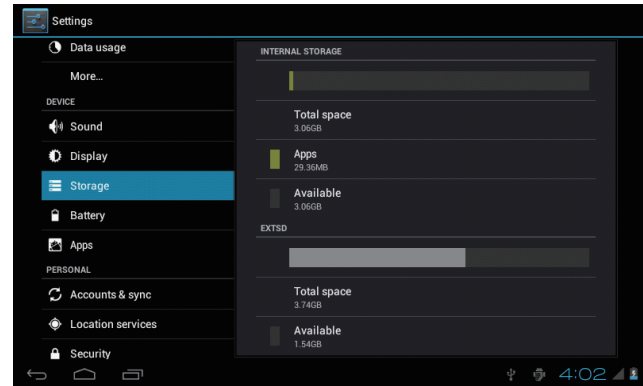 Settings
Data usage
More...
DEVICE
Sound
Display
Storage
Battery
Apps
PERSONAL
Accounts & sync
Location services
Security
INTERNAL STORAGE
Total space
3.06GB
Apps
29.36MB
Available
3.06GB
EXTSD
Total space
3.74GB
Available
1.54GB
4:02